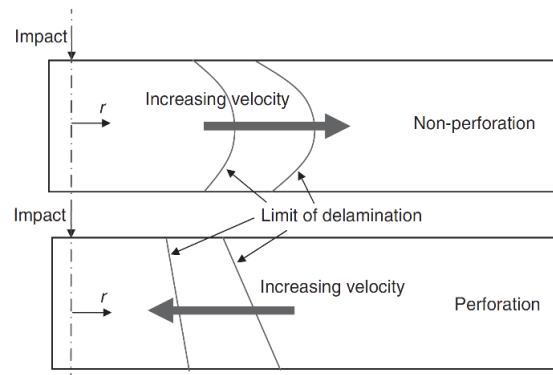 Impact
Increasing velocity
r
Non-perforation
Impact
Limit of delamination
Increasing velocity
r
Perforation